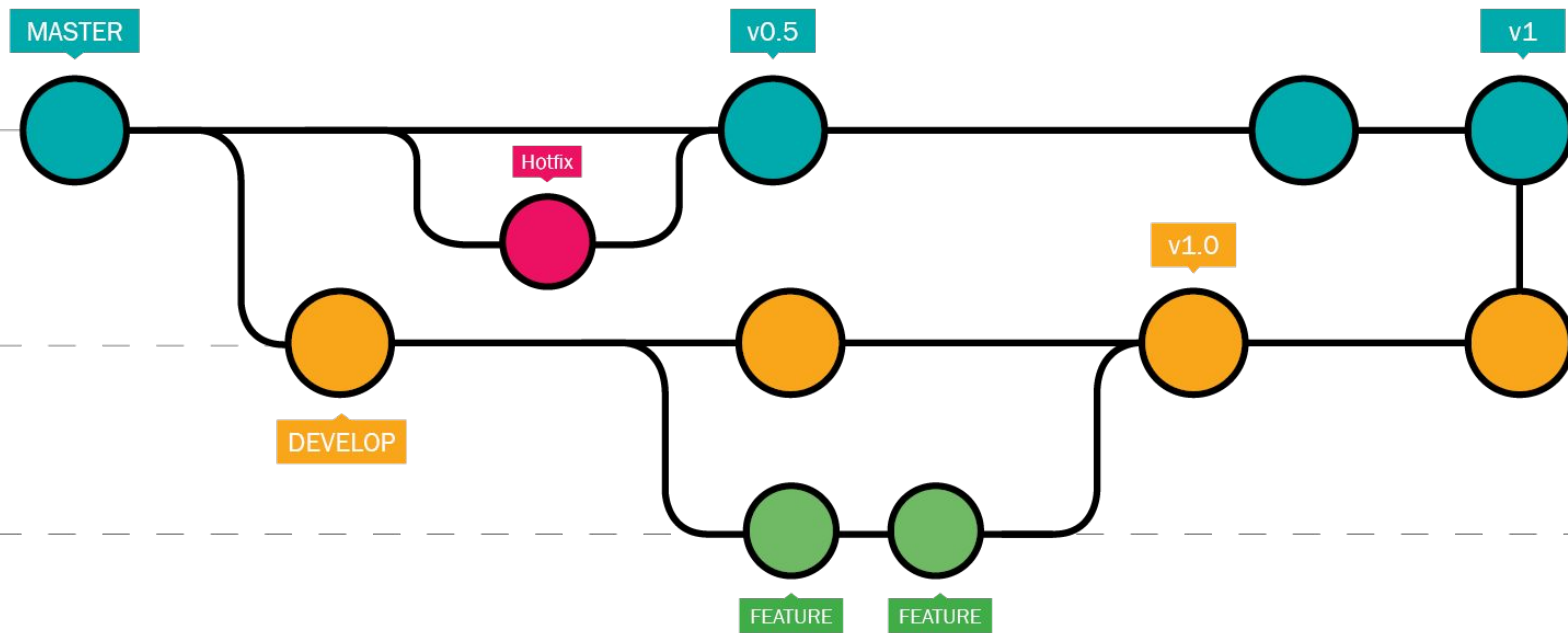 MASTER
v0.5
v1
Hotfix
v1.0
DEVELOP
FEATURE
FEATURE